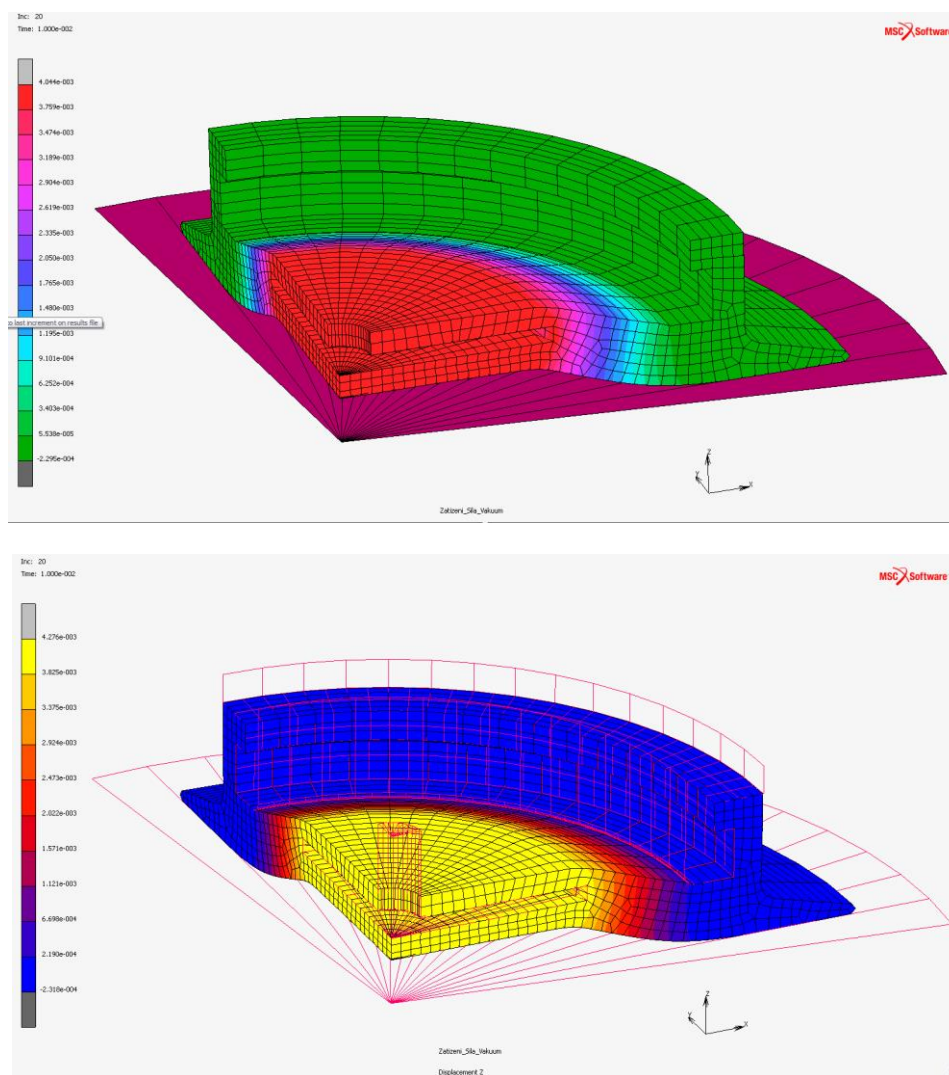 Inc: 20
Time: 1.000e-002
MSC Software
4.044e-003
3.759e-003
3.474e-003
3.189e-003
2.904e-003
2.619e-003
2.335e-003
2.050e-003
1.765e-003
1.480e-003
o last increment on results file
1.195e-003
9.101e-004
6.252e-004
3.403e-004
5.538e-005
-2.295e-004
Z
Y
X
Zatizeni_Sila_Vakuum
Inc: 20
Time: 1.000e-002
MSC Software
4.276e-003
3.825e-003
3.375e-003
2.924e-003
2.473e-003
2.022e-003
1.571e-003
1.121e-003
6.698e-004
2.190e-004
-2.318e-004
Z
Y
X
Zatizeni_Sila_Vakuum
Displacement Z